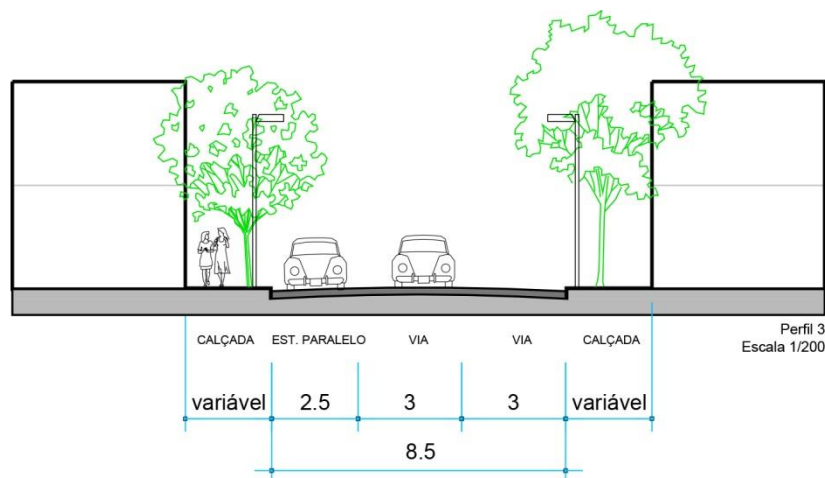 CALÇADA EST. PARALELO VIA VIA CALÇADA
Perfil 3
Escala 1/200
variável 2.5 3 3 variável
8.5